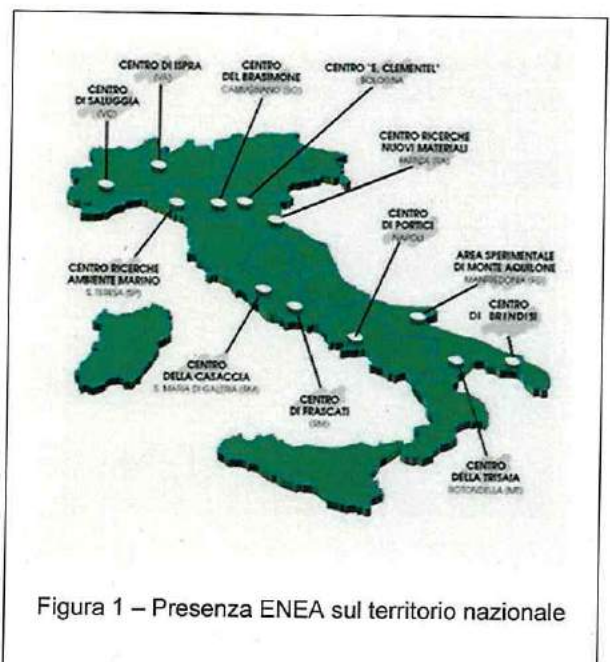 CENTRO DI ISPRA
(VA)
CENTRO
DEL BRASIMONE
CAMUGNANO (BO)
CENTRO "E. CLEMENTEL"
BOLOGNA
CENTRO
DI SALUGGIA
(VC)
CENTRO RICERCHE
NUOVI MATERIALI
FAENZA (RA)
CENTRO
DI PORTICI
NAPOLI
AREA SPERIMENTALE
DI MONTE AQUILONE
MANFREDONIA (FG)
CENTRO
DI BRINDISI
CENTRO RICERCHE
AMBIENTE MARINO
S. TERESA (SP)
CENTRO
DELLA CASACCIA
S. MARIA DI GALERIA (RM)
CENTRO
DI FRASCATI
(RM)
CENTRO
DELLA TRISAIA
ROTONDELLA (MT)
Figura 1 – Presenza ENEA sul territorio nazionale